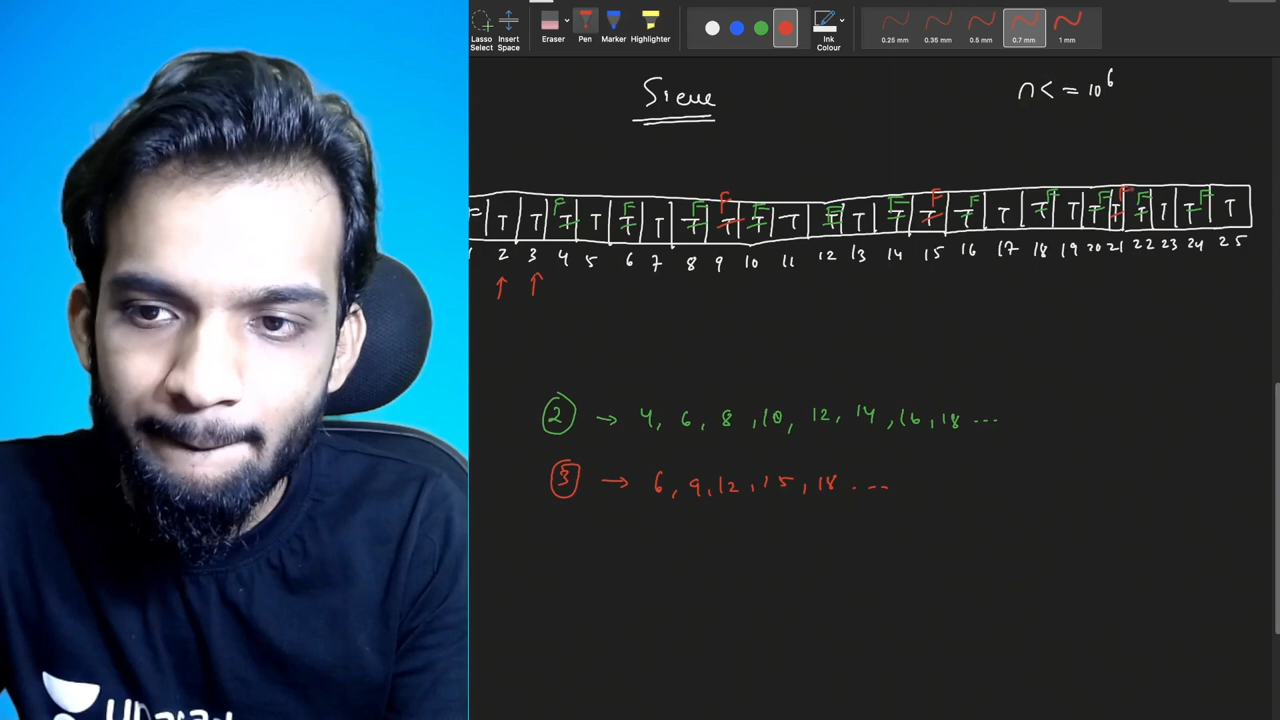 Lasso Select
Insert Space
Eraser
Pen
Marker
Highlighter
Ink Colour
0.25 mm
0.35 mm
0.5 mm
0.7 mm
1 mm
Sieve
n <= 10^6
F T T T F T T F T T F T F T F T T F T T F T F T F T T F T T F T F T F T T F T
1 2 3 4 5 6 7 8 9 10 11 12 13 14 15 16 17 18 19 20 21 22 23 24 25
↑ ↑
2 → 4, 6, 8, 10, 12, 14, 16, 18 ...
3 → 6, 9, 12, 15, 18 ...